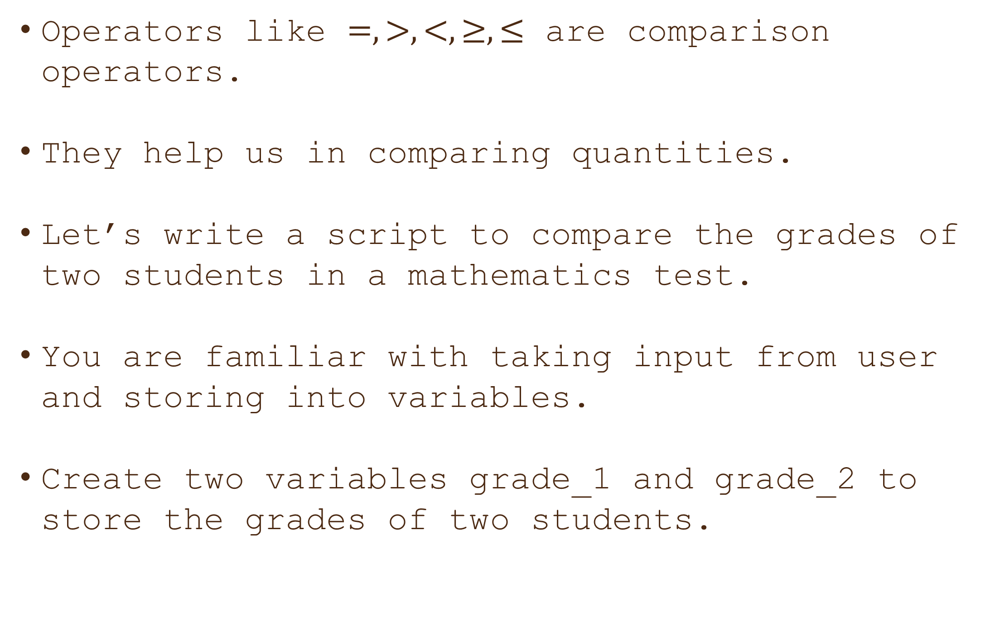 • Operators like =, >, <, ≥, ≤ are comparison
operators.
• They help us in comparing quantities.
• Let’s write a script to compare the grades of
two students in a mathematics test.
• You are familiar with taking input from user
and storing into variables.
• Create two variables grade_1 and grade_2 to
store the grades of two students.